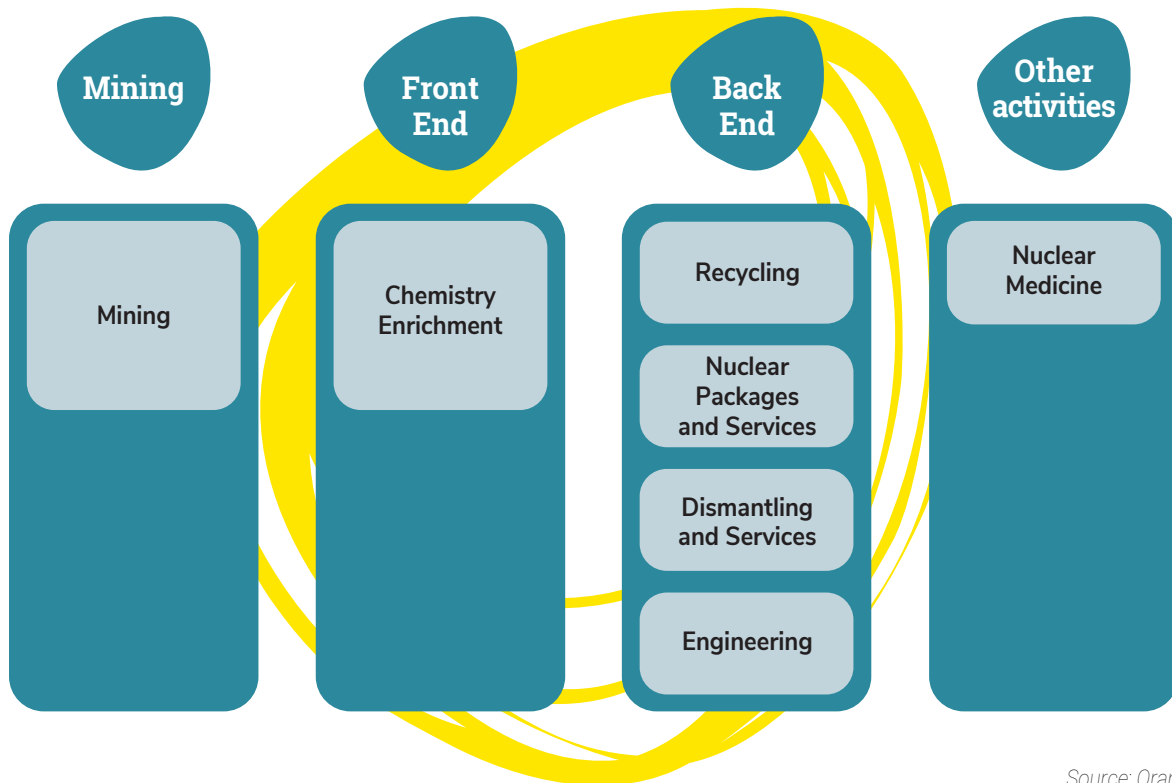 Mining
Front
End
Back
End
Other
activities
Mining
Chemistry
Enrichment
Recycling
Nuclear
Packages
and Services
Dismantling
and Services
Engineering
Nuclear
Medicine
Source: